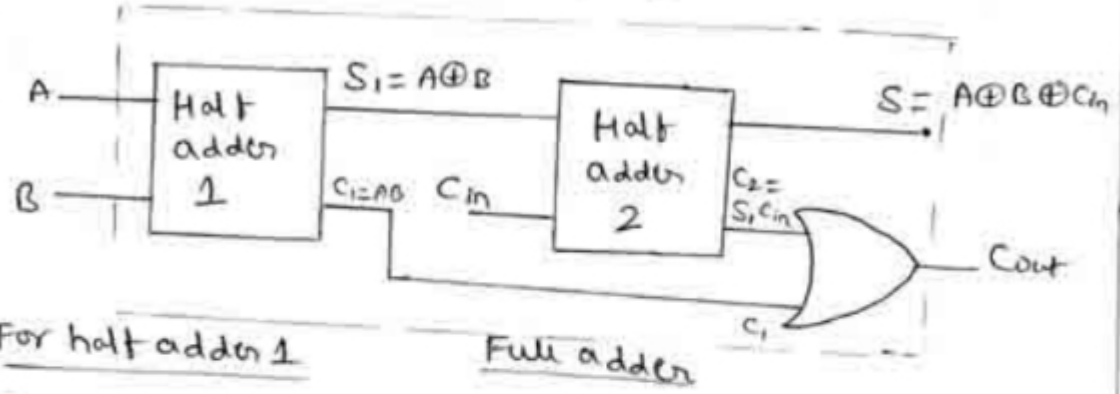 A
Half
adder
1
B
S₁ = A⊕B
C₁=AB
Cin
Half
adder
2
C₂=
S₁Cin
S = A⊕B⊕Cin
C₁
Cout
For half adder 1
Full adder